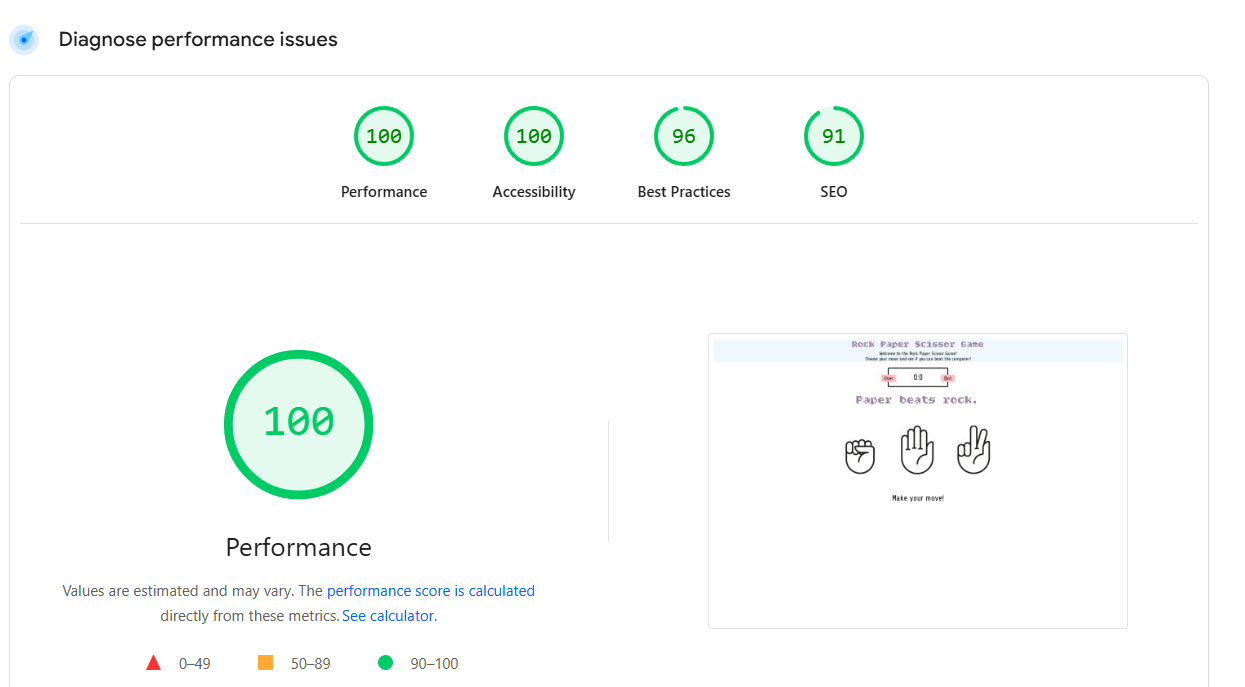 Diagnose performance issues
100
100
96
91
Performance
Accessibility
Best Practices
SEO
100
Performance
Values are estimated and may vary. The performance score is calculated
directly from these metrics. See calculator.
0–49
50–89
90–100
Rock Paper Scissor Game
Welcome to the Rock Paper Scissor Game!
Choose your move and see if you can beat the computer!
User
0:0
Bot
Paper beats rock.
Make your move!